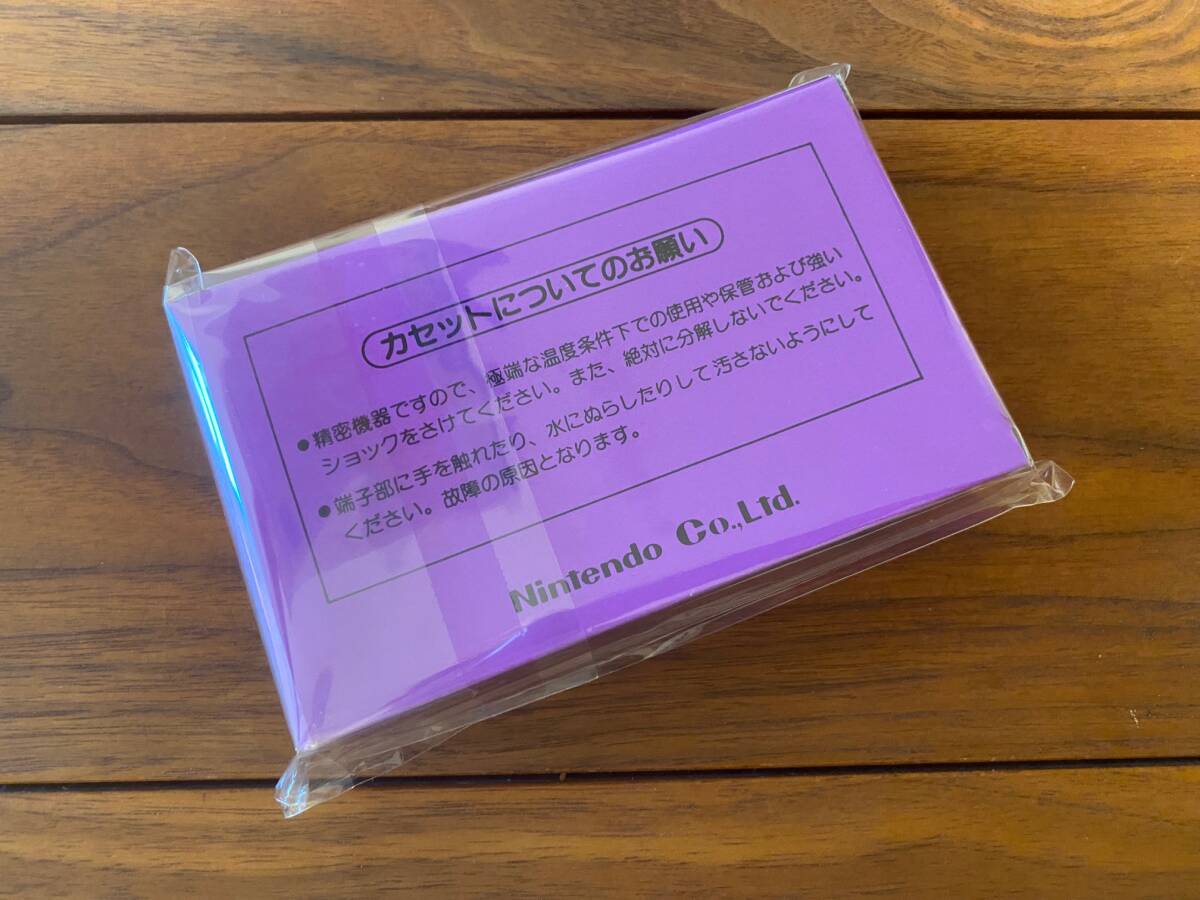 カセットについてのお願い
●精密機器ですので、極端な温度条件下での使用や保管および強い
ショックをさけてください。また、絶対に分解しないでください。
●端子部に手を触れたり、水にぬらしたりして汚さないようにして
ください。故障の原因となります。
Nintendo Co.,Ltd.